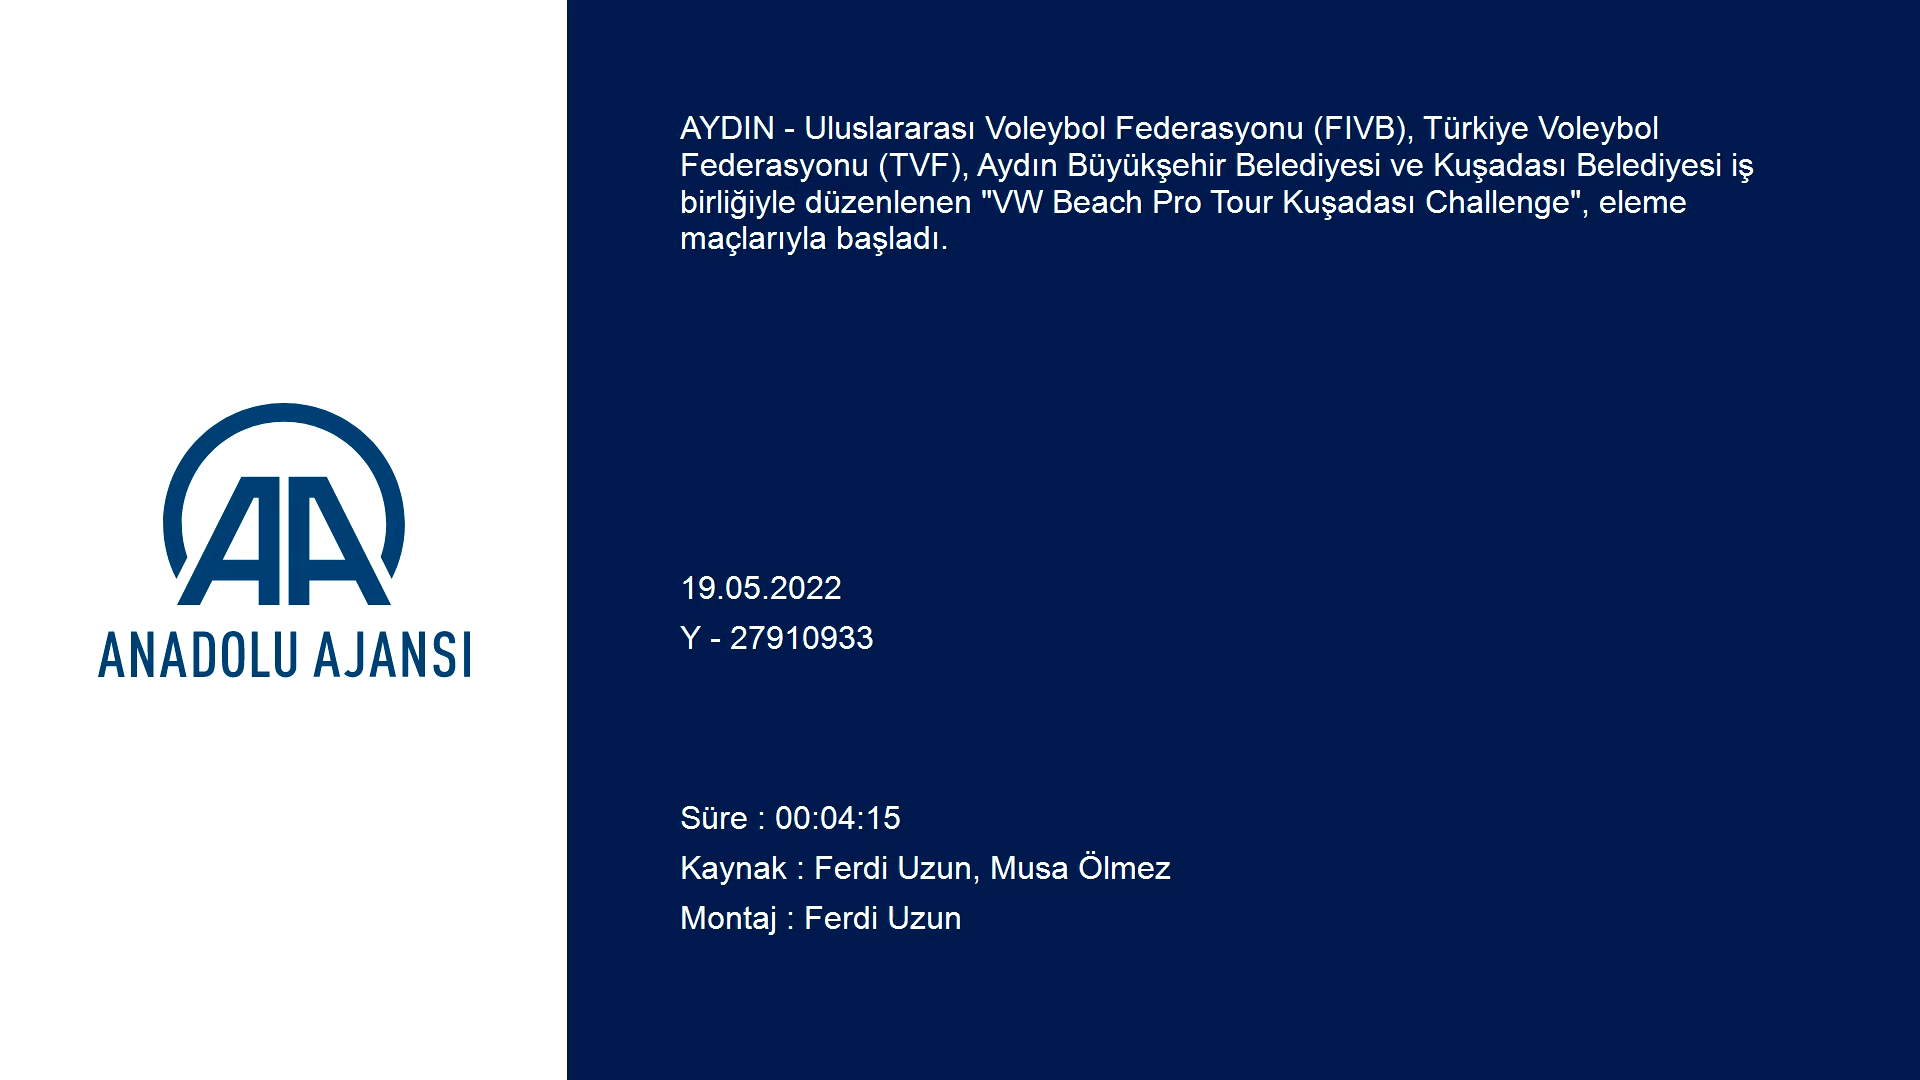 AYDIN - Uluslararası Voleybol Federasyonu (FIVB), Türkiye Voleybol
Federasyonu (TVF), Aydın Büyükşehir Belediyesi ve Kuşadası Belediyesi iş
birliğiyle düzenlenen "VW Beach Pro Tour Kuşadası Challenge", eleme
maçlarıyla başladı.
AA
ANADOLU AJANSI
19.05.2022
Y - 27910933
Süre : 00:04:15
Kaynak : Ferdi Uzun, Musa Ölmez
Montaj : Ferdi Uzun